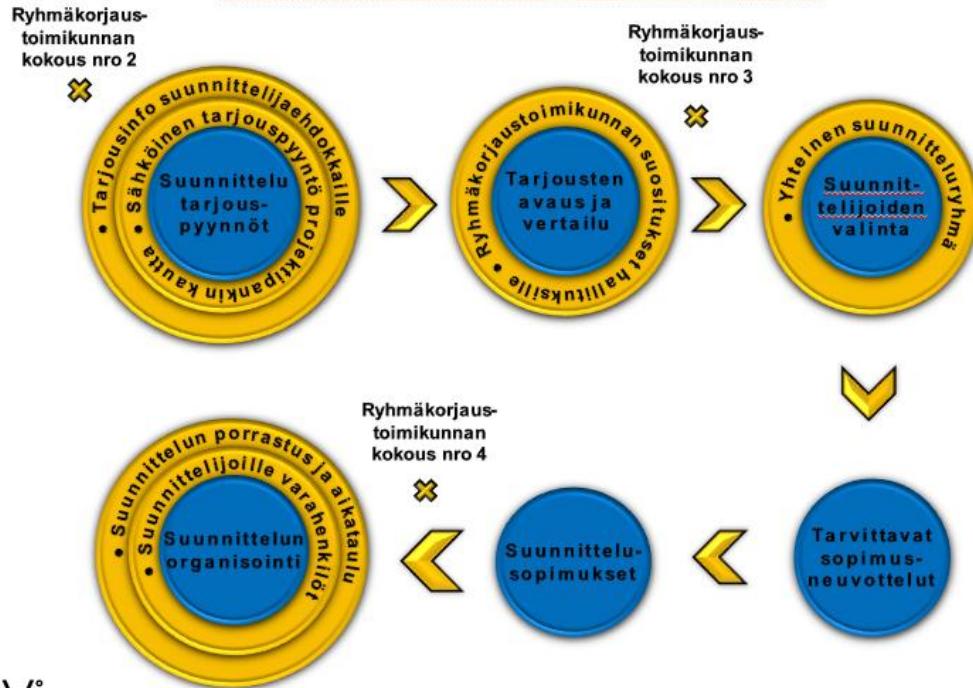 Ryhmäkorjaus-
toimikunnan
kokous nro 2
• Tarjousinfo suunnittelijaehdokkaille
• Sähköinen tarjouspyyntö projektipankin kautta
Suunnittelu
tarjous-
pyynnöt
• Ryhmäkorjaustoimikunnan suositukset hallituksille
Tarjousten
avaus ja
vertailu
Ryhmäkorjaus-
toimikunnan
kokous nro 3
• Yhteinen suunnitteluryhmä
Suunnit-
telijoiden
valinta
Tarvittavat
sopimus-
neuvottelut
Suunnittelu-
sopimukset
Ryhmäkorjaus-
toimikunnan
kokous nro 4
• Suunnittelun porrastus ja aikataulu
• Suunnittelijoille varahenkilöt
Suunnittelun
organisointi